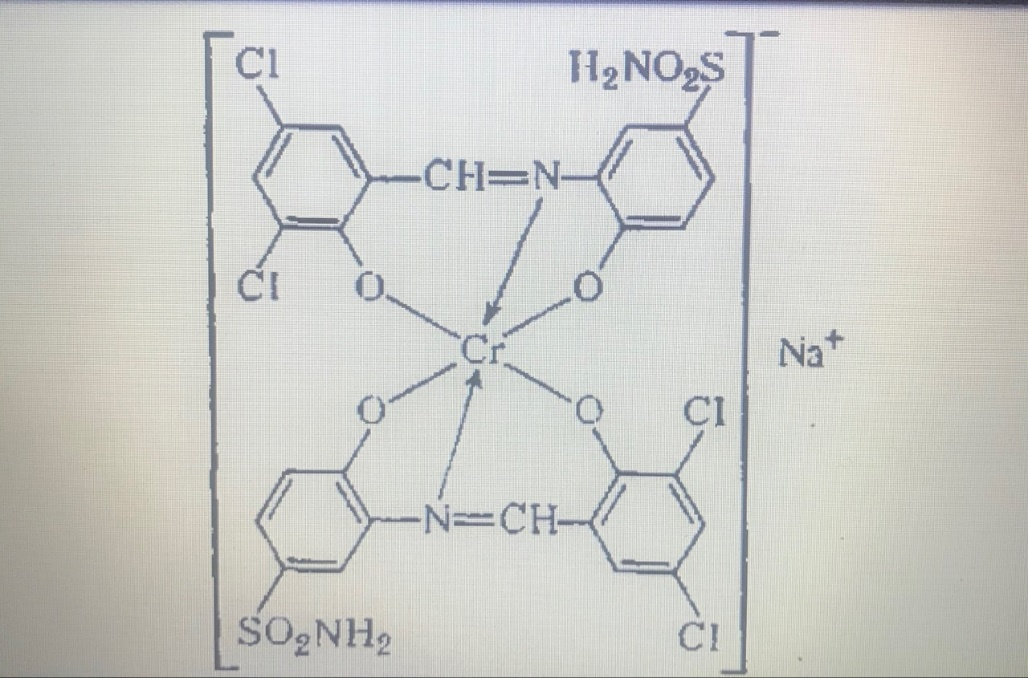 Cl H₂NO₂S
CH=N
Cl O O
Cr Na⁺
O O Cl
N=CH
SO₂NH₂ Cl